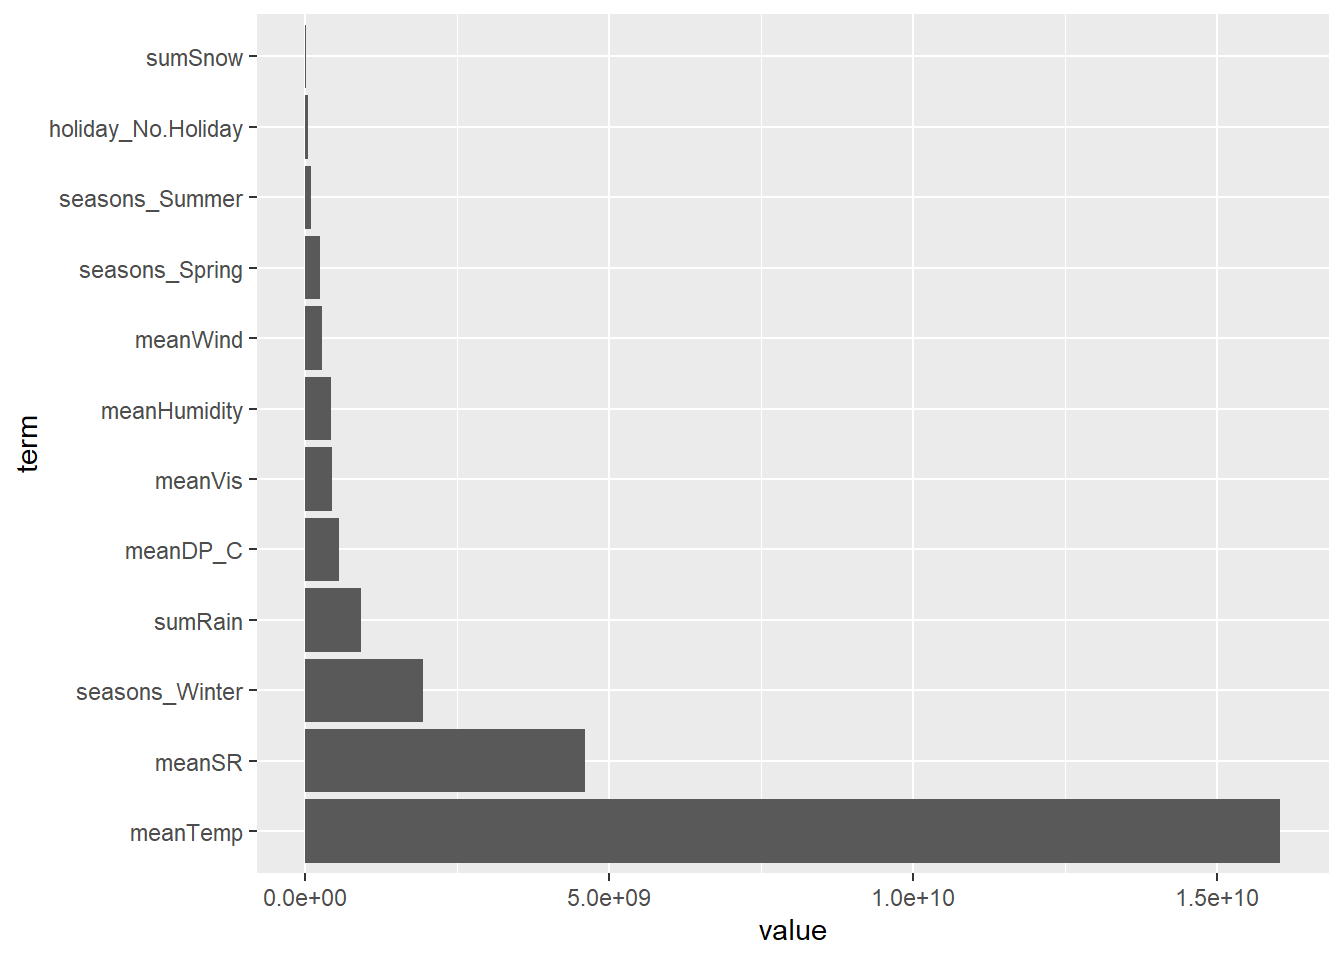 sumSnow
holiday_No.Holiday
seasons_Summer
seasons_Spring
meanWind
meanHumidity
meanVis
meanDP_C
sumRain
seasons_Winter
meanSR
meanTemp
term
0.0e+00 5.0e+09 1.0e+10 1.5e+10
value